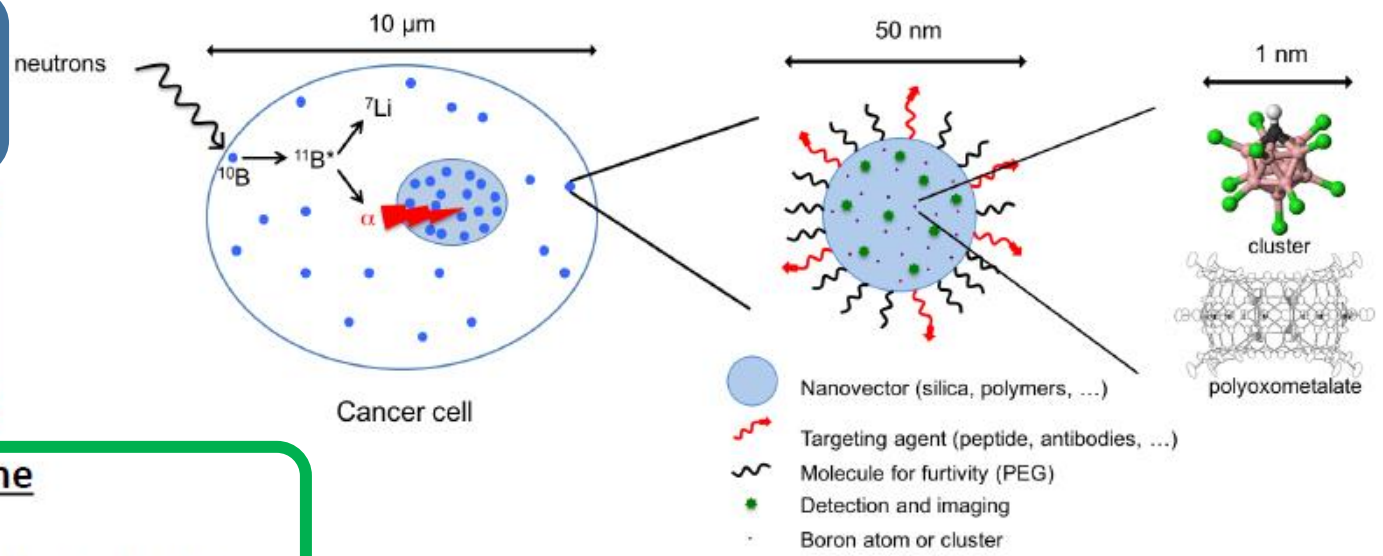 10 µm
neutrons
⁷Li
¹⁰B
¹¹B*
α
Cancer cell
50 nm
1 nm
cluster
polyoxometalate
Nanovector (silica, polymers, …)
Targeting agent (peptide, antibodies, …)
Molecule for furtivity (PEG)
Detection and imaging
Boron atom or cluster